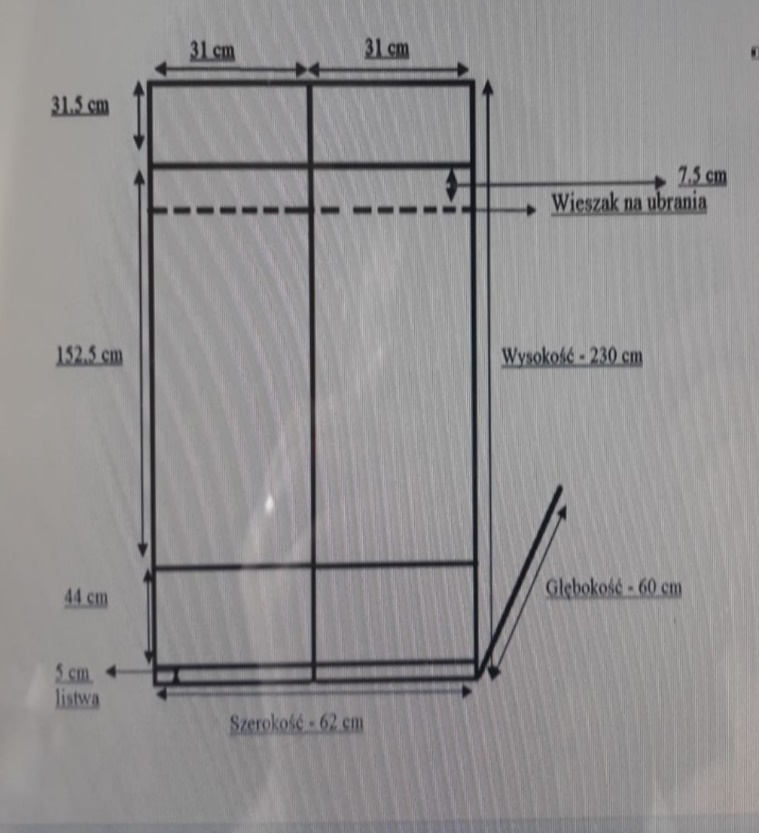 31 cm
31 cm
31.5 cm
7.5 cm
Wieszak na ubrania
152.5 cm
Wysokość - 230 cm
Głębokość - 60 cm
44 cm
5 cm
listwa
Szerokość - 62 cm